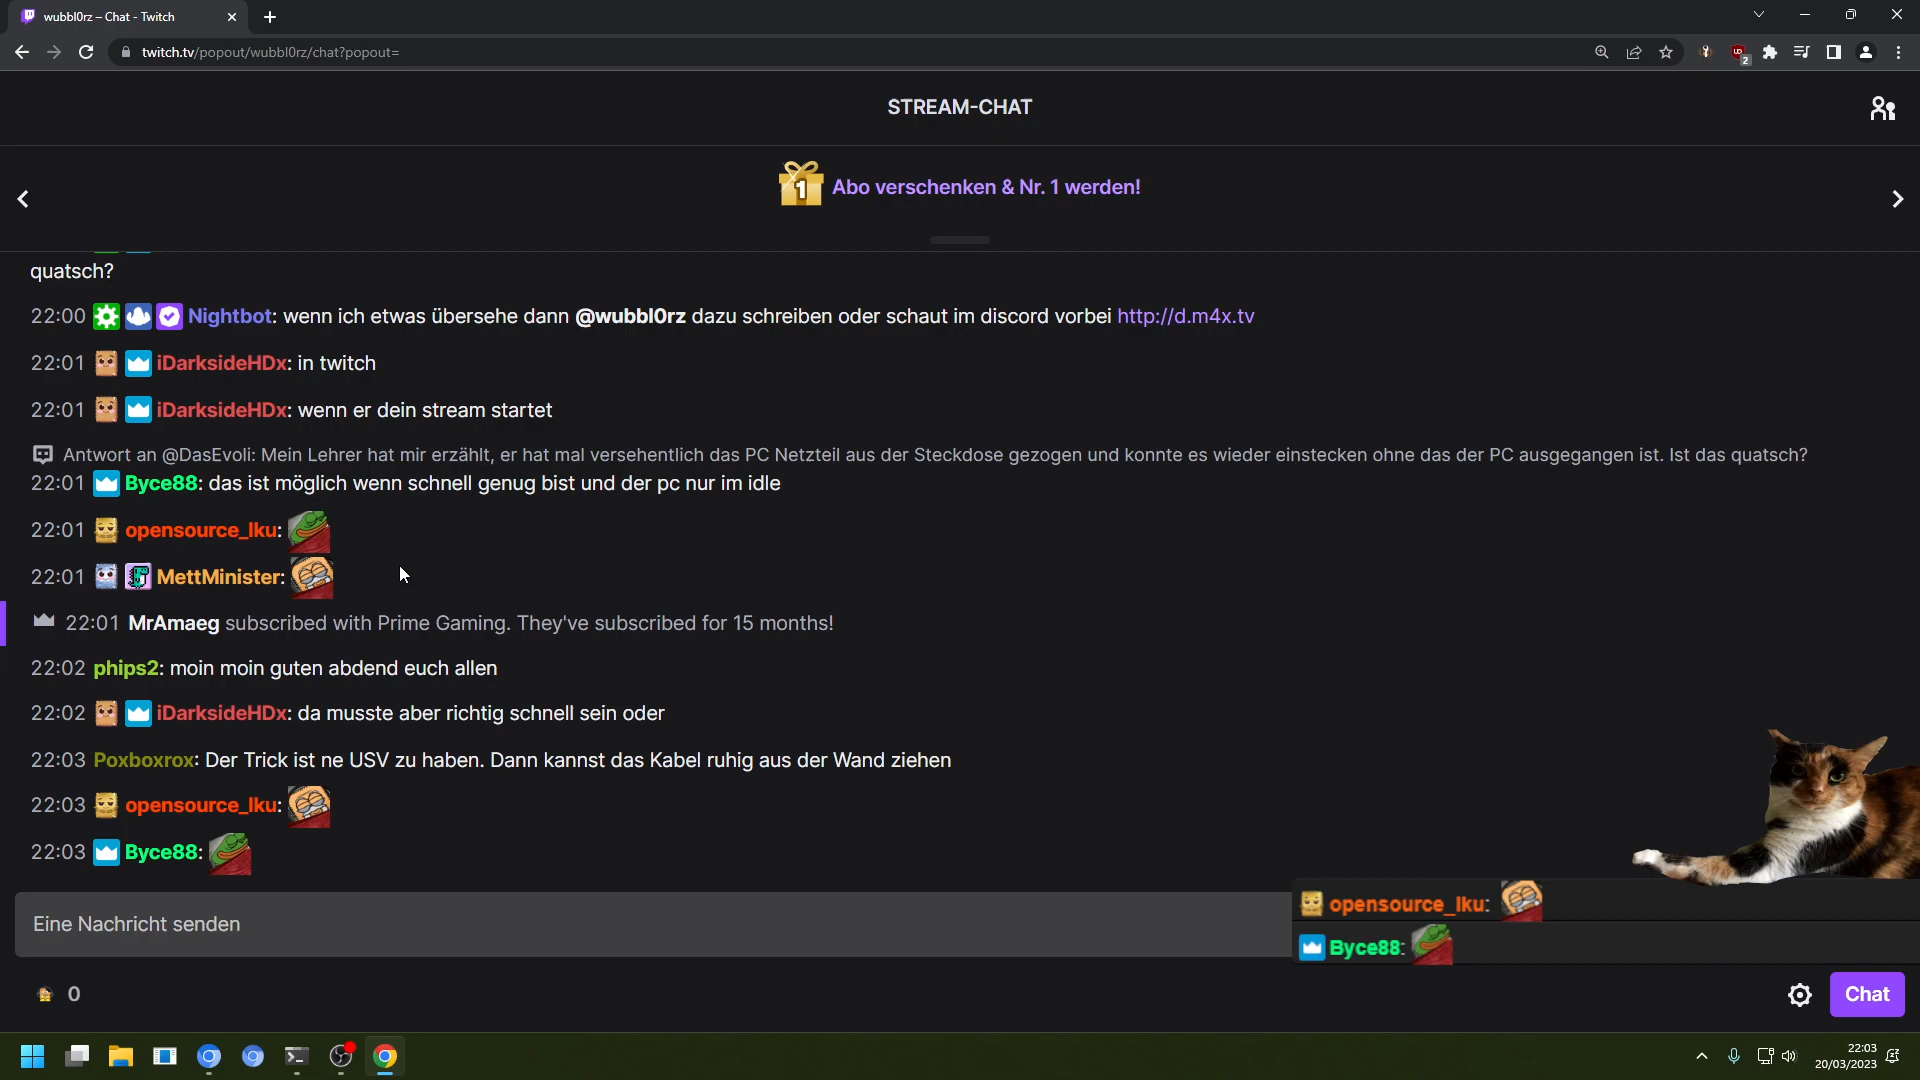 wubbl0rz – Chat - Twitch
twitch.tv/popout/wubbl0rz/chat?popout=
2
STREAM-CHAT
1 Abo verschenken & Nr. 1 werden!
quatsch?
22:00 Nightbot: wenn ich etwas übersehe dann @wubbl0rz dazu schreiben oder schaut im discord vorbei http://d.m4x.tv
22:01 iDarksideHDx: in twitch
22:01 iDarksideHDx: wenn er dein stream startet
Antwort an @DasEvoli: Mein Lehrer hat mir erzählt, er hat mal versehentlich das PC Netzteil aus der Steckdose gezogen und konnte es wieder einstecken ohne das der PC ausgegangen ist. Ist das quatsch?
22:01 Byce88: das ist möglich wenn schnell genug bist und der pc nur im idle
22:01 opensource_lku:
22:01 MettMinister:
22:01 MrAmaeg subscribed with Prime Gaming. They've subscribed for 15 months!
22:02 phips2: moin moin guten abdend euch allen
22:02 iDarksideHDx: da musste aber richtig schnell sein oder
22:03 Poxboxrox: Der Trick ist ne USV zu haben. Dann kannst das Kabel ruhig aus der Wand ziehen
22:03 opensource_lku:
22:03 Byce88:
opensource_lku:
Byce88:
Eine Nachricht senden
0
Chat
22:03
20/03/2023